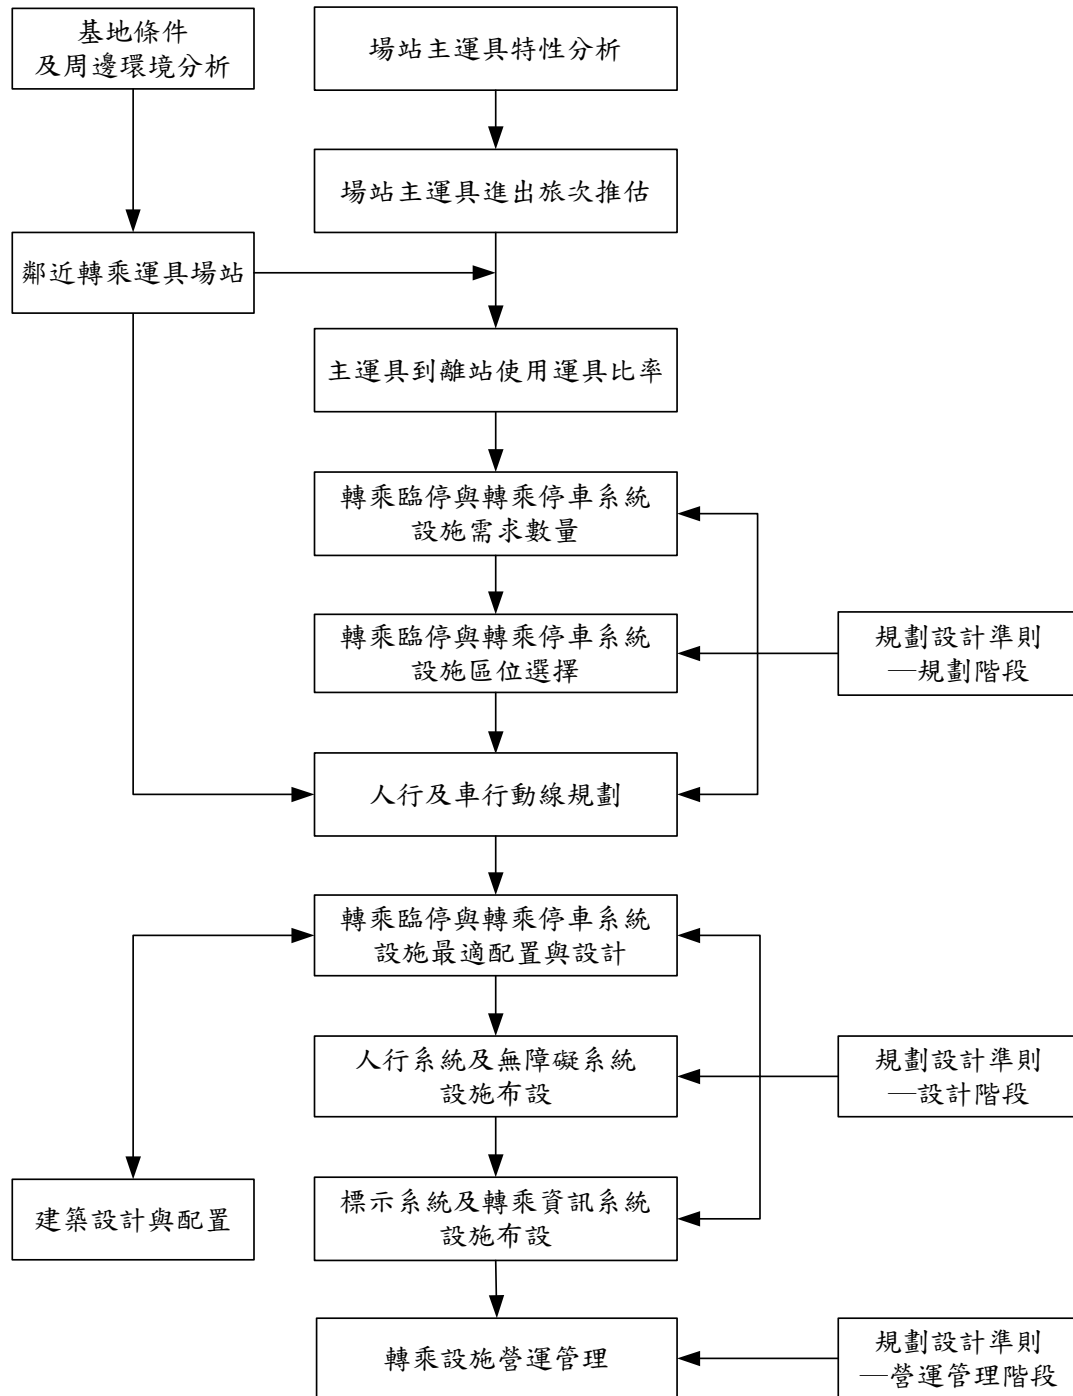 基地條件
及周邊環境分析
場站主運具特性分析
場站主運具進出旅次推估
鄰近轉乘運具場站
主運具到離站使用運具比率
轉乘臨停與轉乘停車系統
設施需求數量
轉乘臨停與轉乘停車系統
設施區位選擇
規劃設計準則
—規劃階段
人行及車行動線規劃
轉乘臨停與轉乘停車系統
設施最適配置與設計
人行系統及無障礙系統
設施布設
規劃設計準則
—設計階段
建築設計與配置
標示系統及轉乘資訊系統
設施布設
轉乘設施營運管理
規劃設計準則
—營運管理階段